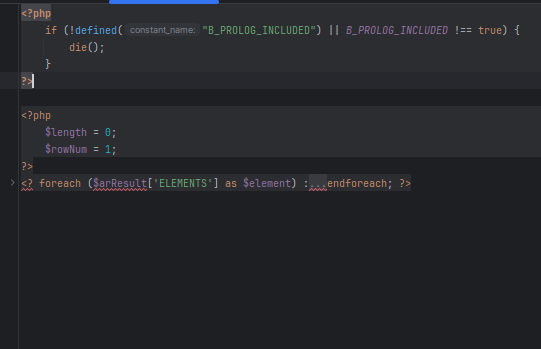 <?php
if (!defined( constant_name: "B_PROLOG_INCLUDED") || B_PROLOG_INCLUDED !== true) {
die();
}
?>
<?php
$length = 0;
$rowNum = 1;
?>
<? foreach ($arResult['ELEMENTS'] as $element) :...endforeach; ?>